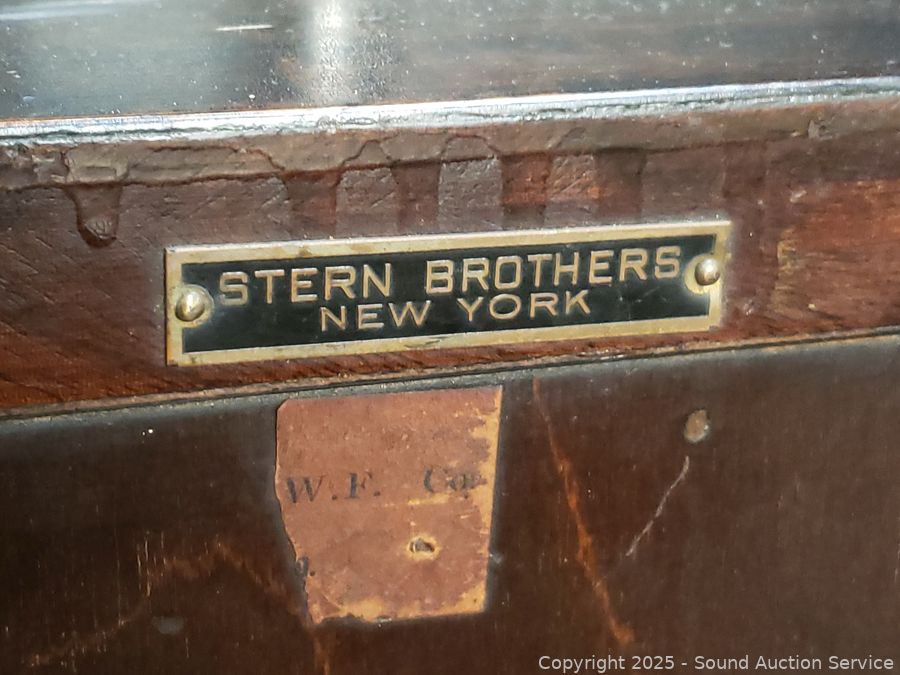 STERN BROTHERS
NEW YORK
W. F. Co.
Copyright 2025 - Sound Auction Service